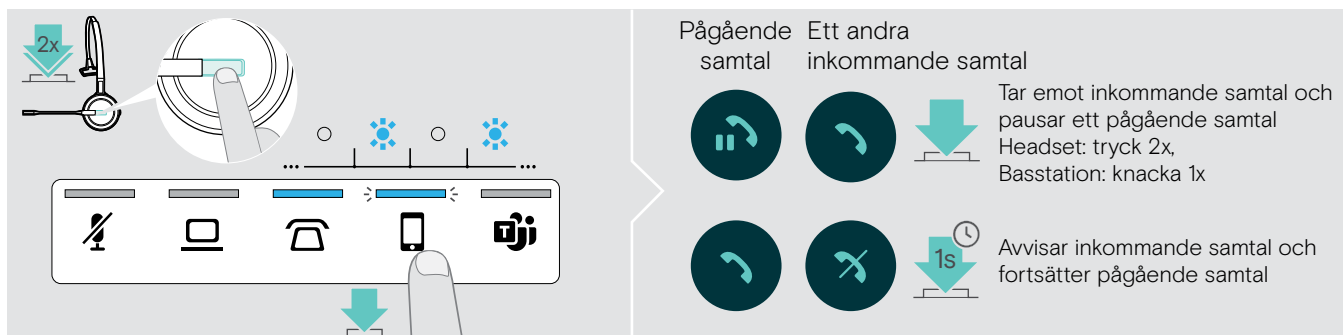 2x
...
...
T
Pågående Ett andra
samtal inkommande samtal
Tar emot inkommande samtal och
pausar ett pågående samtal
Headset: tryck 2x,
Basstation: knacka 1x
1s
Avvisar inkommande samtal och
fortsätter pågående samtal